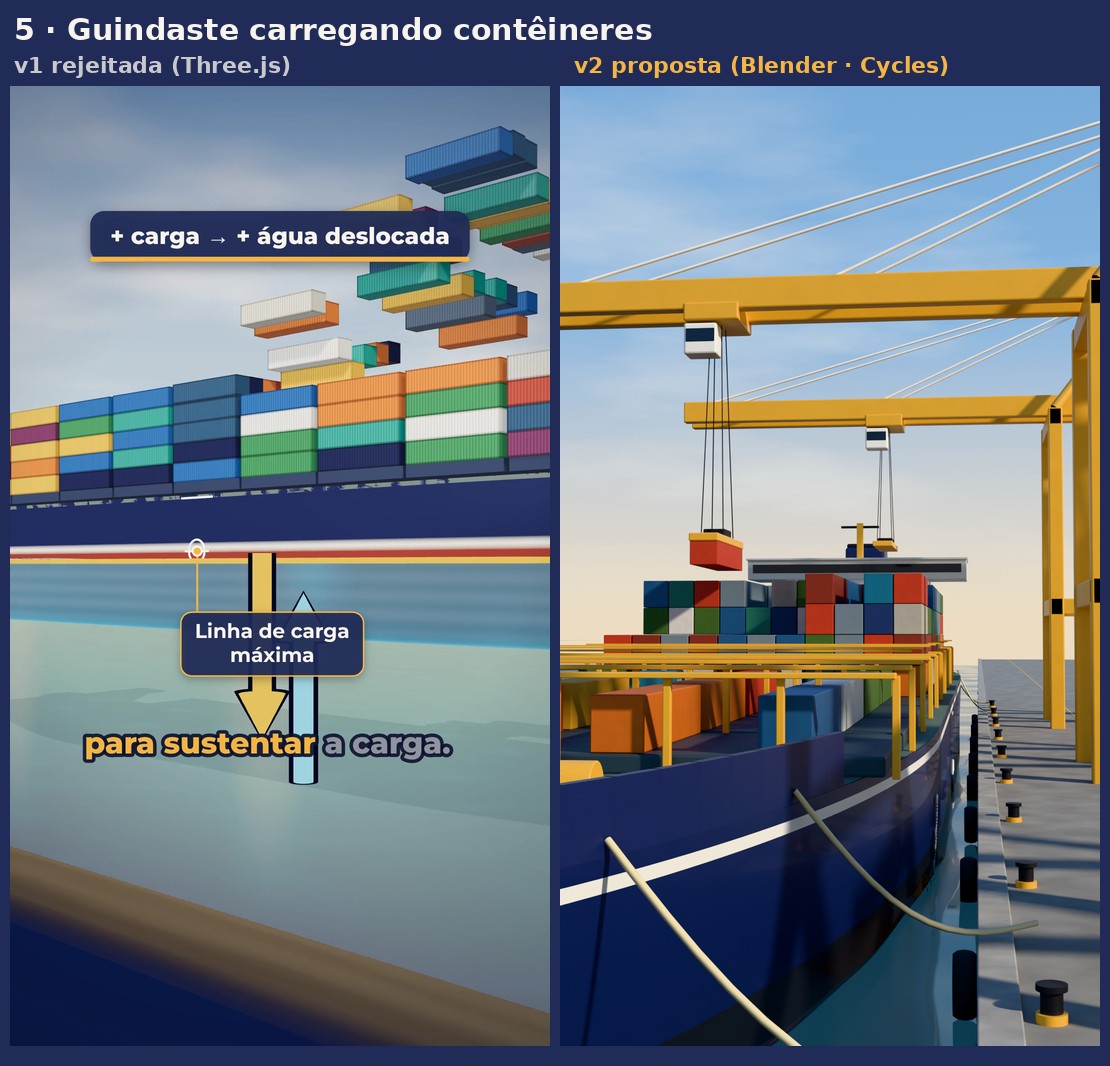 5 · Guindaste carregando contêineres
v1 rejeitada (Three.js)
v2 proposta (Blender · Cycles)
+ carga → + água deslocada
Linha de carga
máxima
para sustentar a carga.